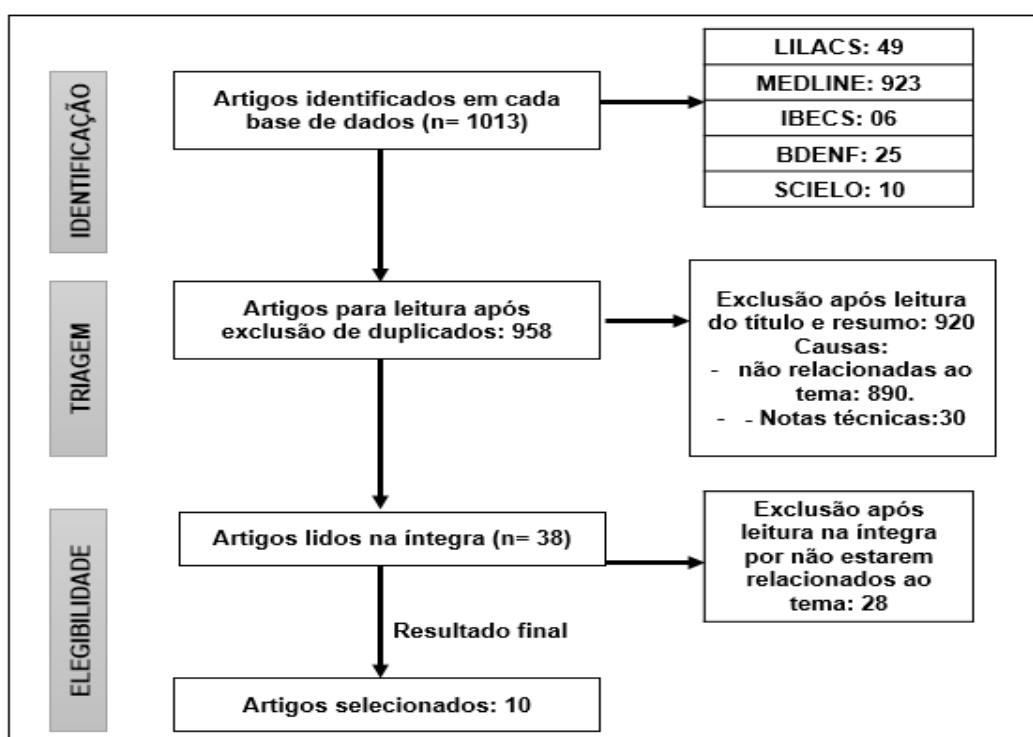 IDENTIFICAÇÃO
Artigos identificados em cada
base de dados (n= 1013)
LILACS: 49
MEDLINE: 923
IBECS: 06
BDENF: 25
SCIELO: 10
TRIAGEM
Artigos para leitura após
exclusão de duplicados: 958
Exclusão após leitura
do título e resumo: 920
Causas:
- não relacionadas ao
tema: 890.
- - Notas técnicas:30
ELEGIBILIDADE
Artigos lidos na íntegra (n= 38)
Exclusão após
leitura na íntegra
por não estarem
relacionados ao
tema: 28
Resultado final
Artigos selecionados: 10